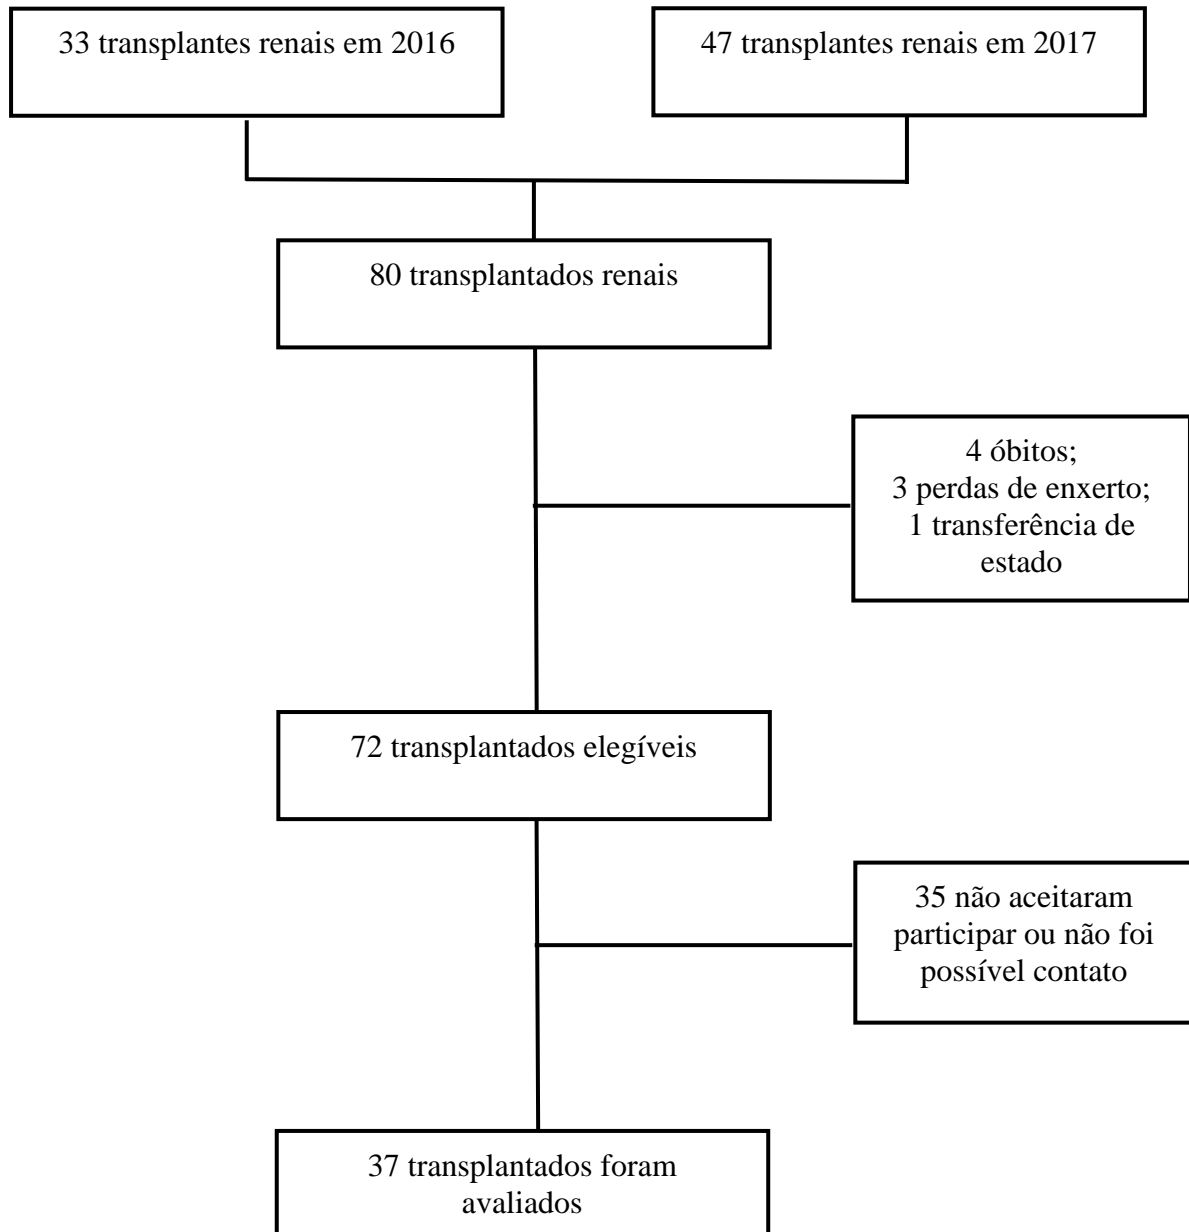 33 transplantes renais em 2016
47 transplantes renais em 2017
80 transplantados renais
4 óbitos;
3 perdas de enxerto;
1 transferência de
estado
72 transplantados elegíveis
35 não aceitaram
participar ou não foi
possível contato
37 transplantados foram
avaliados